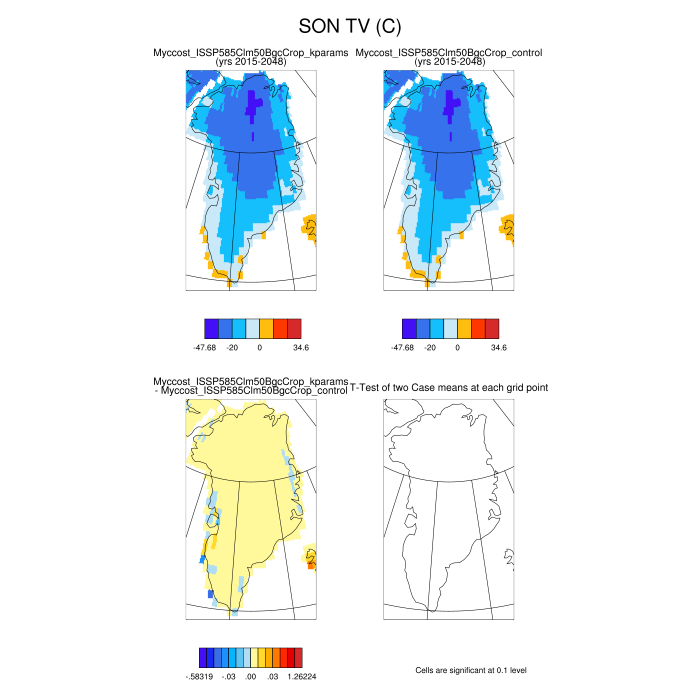 SON TV (C)
Myccost_ISSP585Clm50BgcCrop_kparams
(yrs 2015-2048)
Myccost_ISSP585Clm50BgcCrop_control
(yrs 2015-2048)
-47.68 -20 0 34.6
-47.68 -20 0 34.6
Myccost_ISSP585Clm50BgcCrop_kparams
- Myccost_ISSP585Clm50BgcCrop_control
T-Test of two Case means at each grid point
-.58319 -.03 .00 .03 1.26224
Cells are significant at 0.1 level